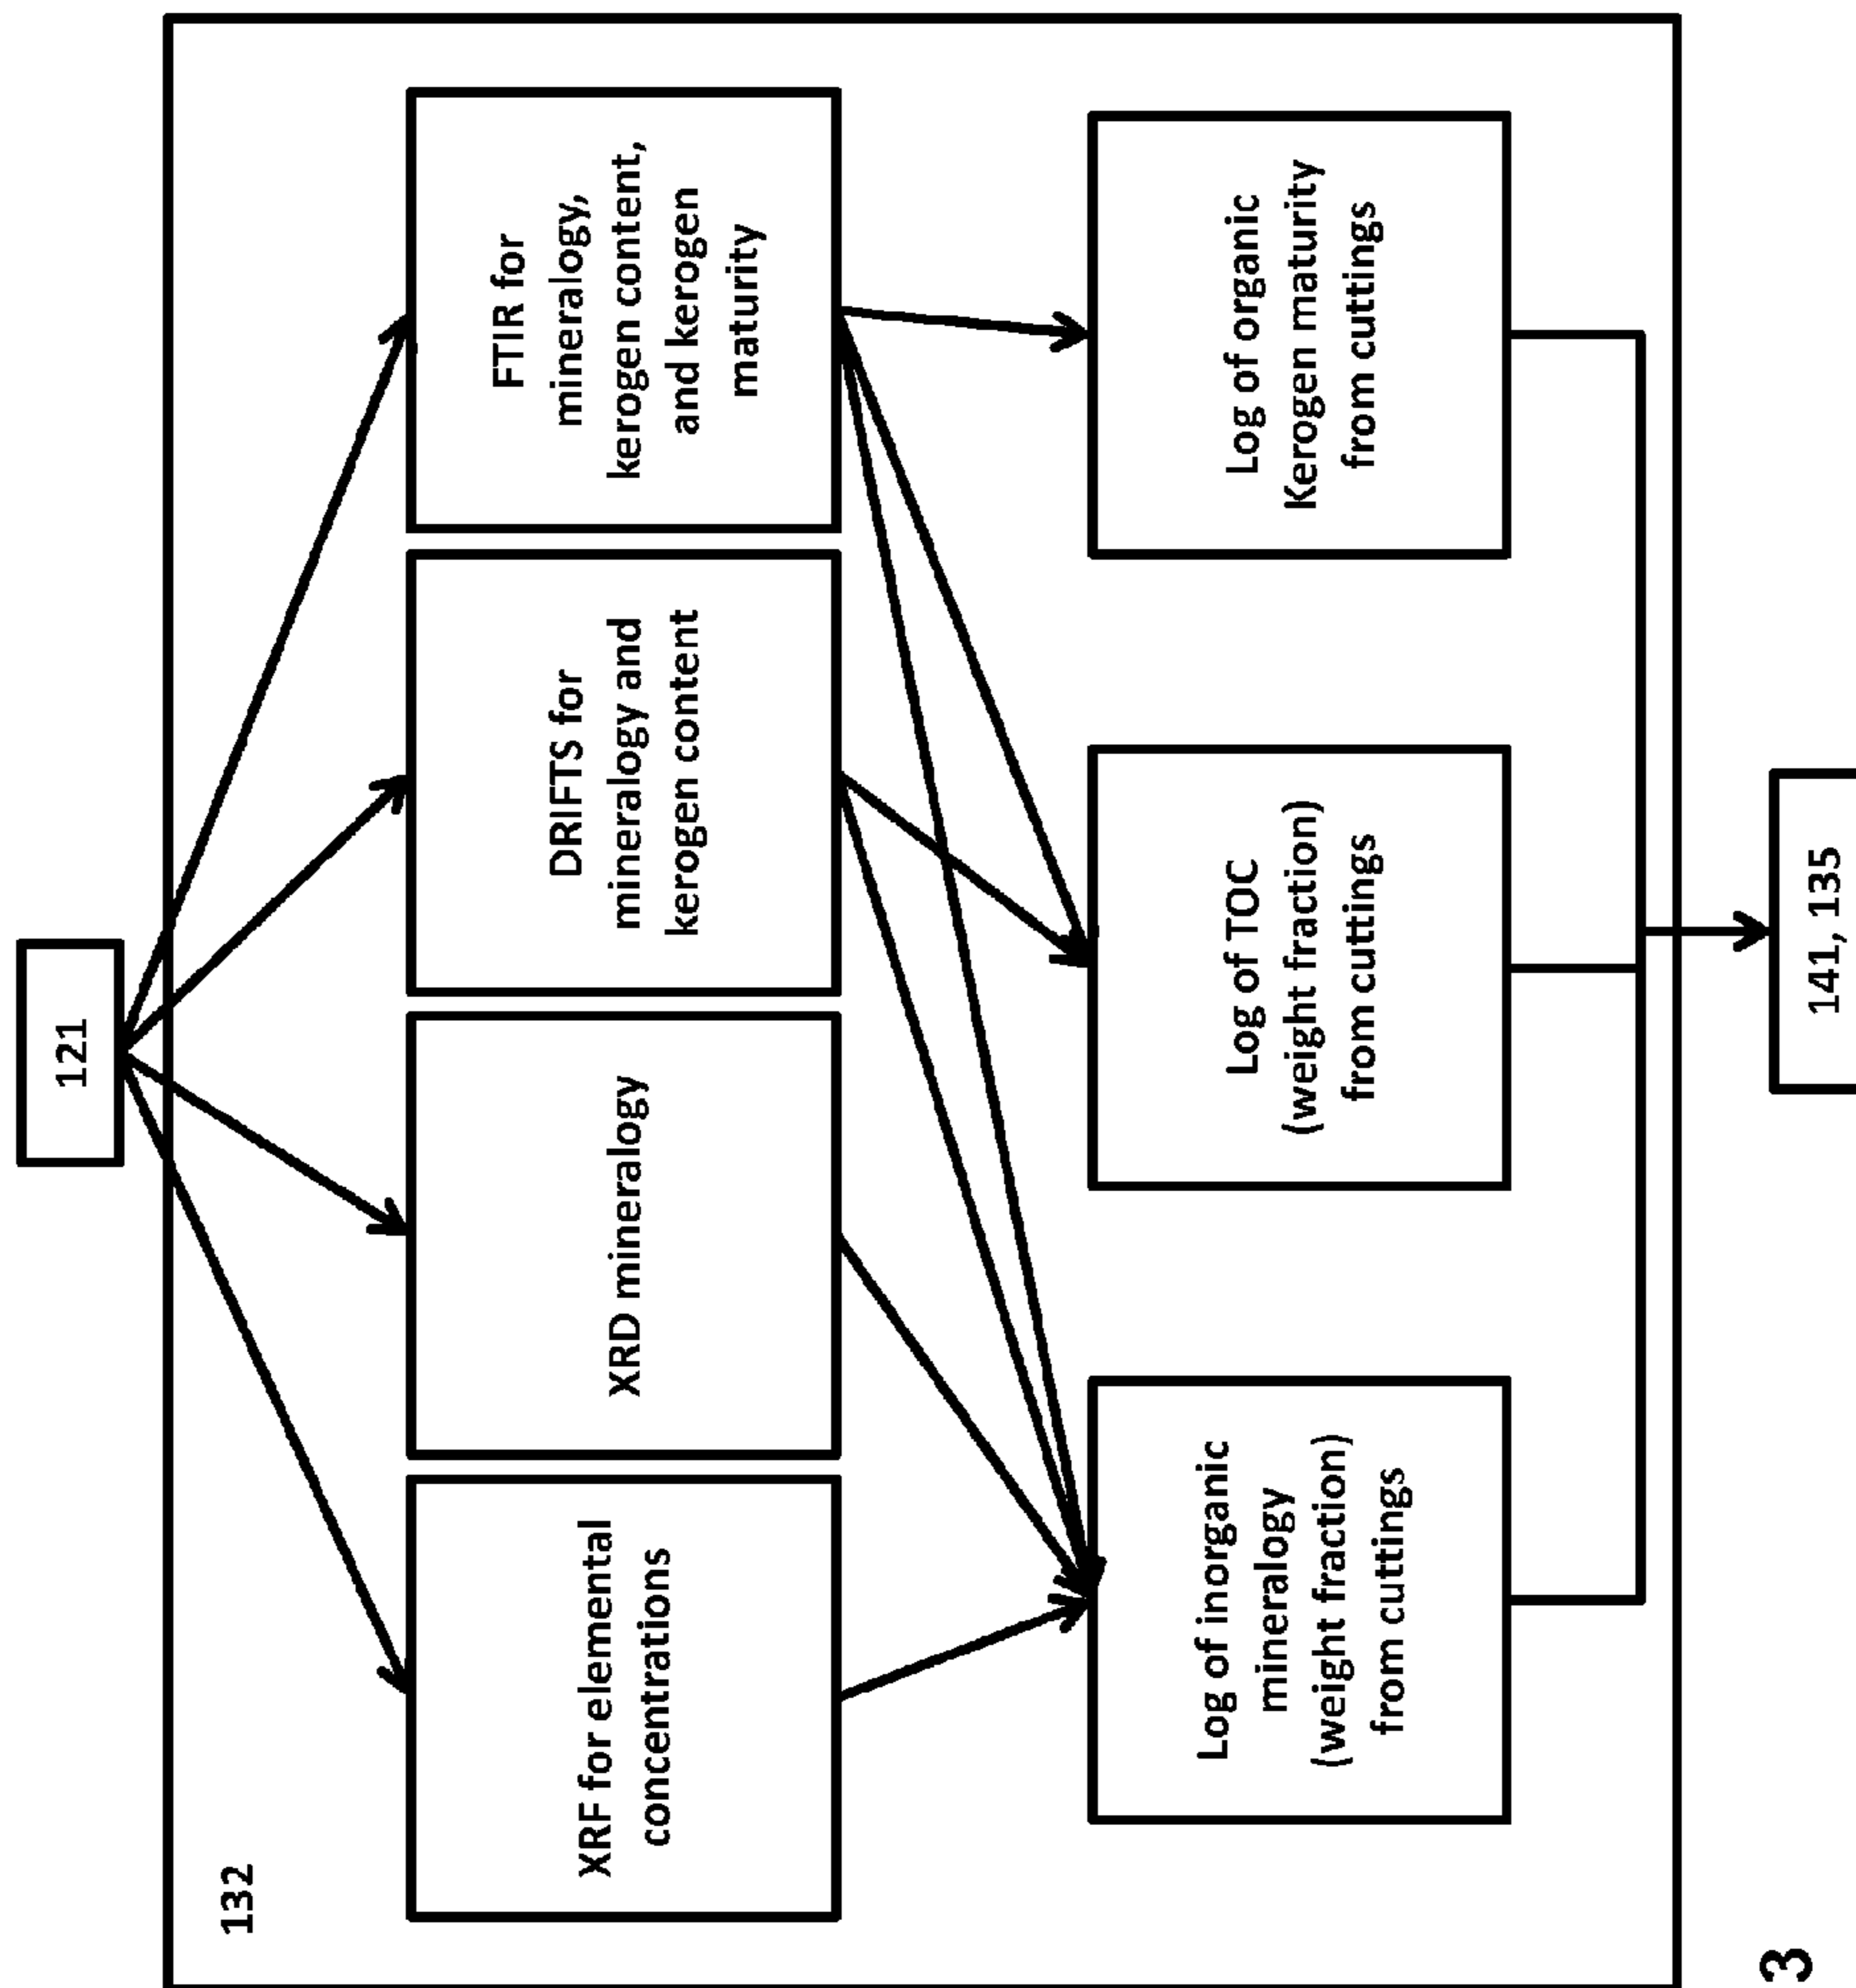 121
132
XRF for elemental
concentrations
XRD mineralogy
DRIFTS for
mineralogy and
kerogen content
FTIR for
mineralogy,
kerogen content,
and kerogen
maturity
Log of inorganic
mineralogy
(weight fraction)
from cuttings
Log of TOC
(weight fraction)
from cuttings
Log of organic
Kerogen maturity
from cuttings
141, 135
3